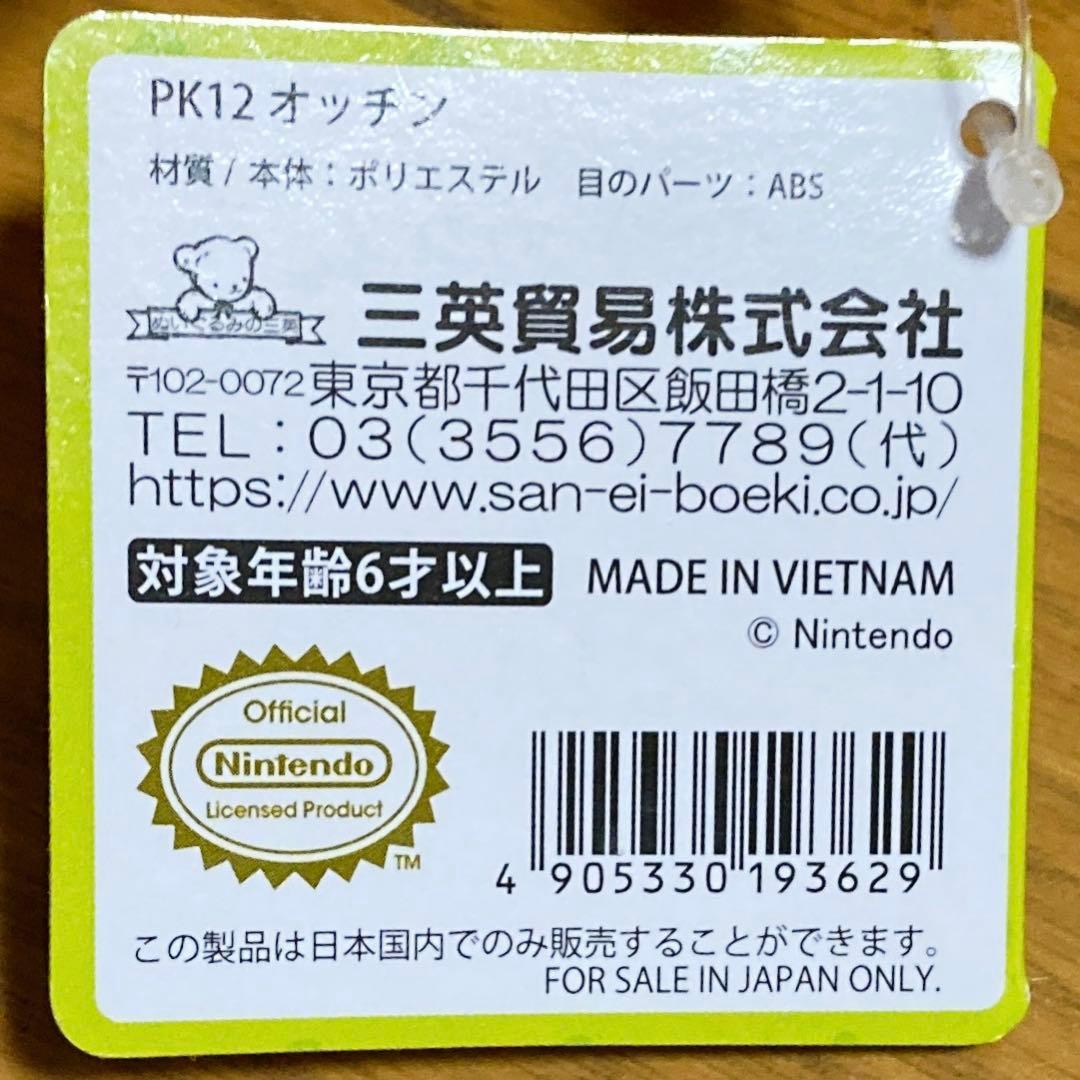 PK12 オッチン
材質 / 本体：ポリエステル　目のパーツ：ABS
ぬいぐるみの三英
三英貿易株式会社
〒102-0072東京都千代田区飯田橋2-1-10
TEL：03(3556)7789(代)
https://www.san-ei-boeki.co.jp/
対象年齢6才以上
MADE IN VIETNAM
© Nintendo
Official
Nintendo
Licensed Product
TM
4 905330 193629
この製品は日本国内でのみ販売することができます。
FOR SALE IN JAPAN ONLY.